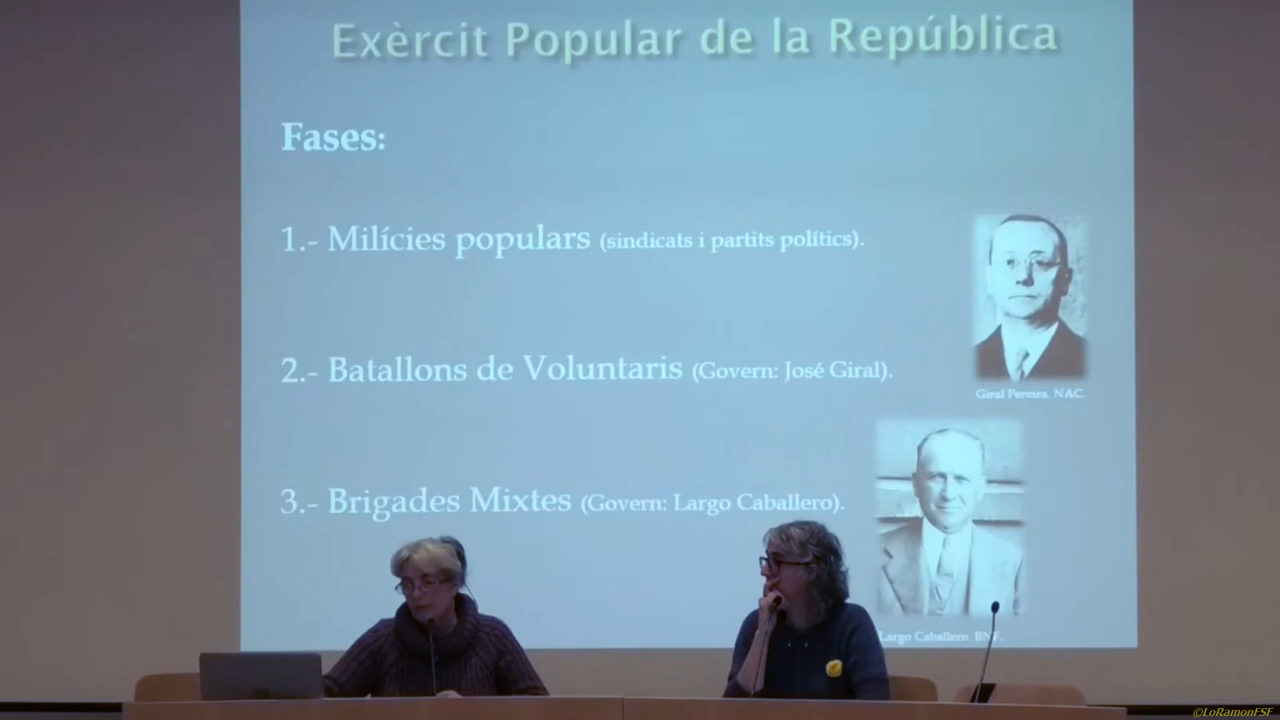 Exèrcit Popular de la República
Fases:
1.- Milícies populars (sindicats i partits polítics).
2.- Batallons de Voluntaris (Govern: José Giral).
Giral Pereira. NAC.
3.- Brigades Mixtes (Govern: Largo Caballero).
Largo Caballero. BNF.
©LoRamonFSF